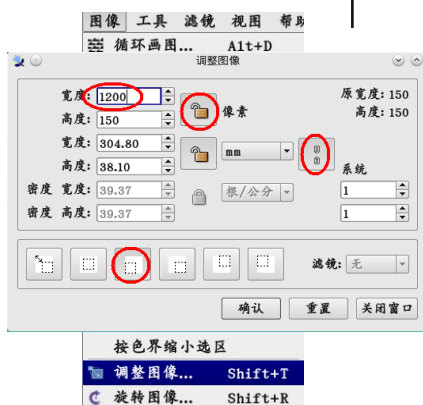 图像 工具 滤镜 视图 帮助
循环画图... Alt+D
调整图像
宽度: 1200
高度: 150
像素
原宽度: 150
高度: 150
宽度: 304.80
高度: 38.10
mm
系统
密度 宽度: 39.37
密度 高度: 39.37
根/公分
1
1
滤镜: 无
确认 重置 关闭窗口
按色界缩小选区
调整图像... Shift+T
旋转图像... Shift+R